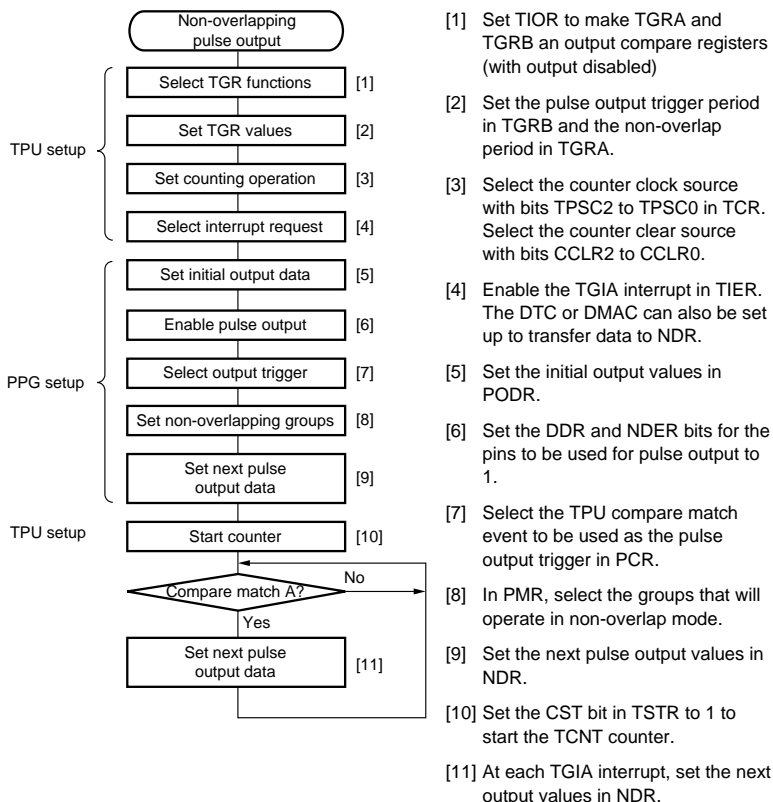 Non-overlapping
pulse output
TPU setup
Select TGR functions [1]
Set TGR values [2]
Set counting operation [3]
Select interrupt request [4]
PPG setup
Set initial output data [5]
Enable pulse output [6]
Select output trigger [7]
Set non-overlapping groups [8]
Set next pulse
output data [9]
TPU setup
Start counter [10]
Compare match A?
No
Yes
Set next pulse
output data [11]
[1] Set TIOR to make TGRA and
TGRB an output compare registers
(with output disabled)
[2] Set the pulse output trigger period
in TGRB and the non-overlap
period in TGRA.
[3] Select the counter clock source
with bits TPSC2 to TPSC0 in TCR.
Select the counter clear source
with bits CCLR2 to CCLR0.
[4] Enable the TGIA interrupt in TIER.
The DTC or DMAC can also be set
up to transfer data to NDR.
[5] Set the initial output values in
PODR.
[6] Set the DDR and NDER bits for the
pins to be used for pulse output to
1.
[7] Select the TPU compare match
event to be used as the pulse
output trigger in PCR.
[8] In PMR, select the groups that will
operate in non-overlap mode.
[9] Set the next pulse output values in
NDR.
[10] Set the CST bit in TSTR to 1 to
start the TCNT counter.
[11] At each TGIA interrupt, set the next
output values in NDR.